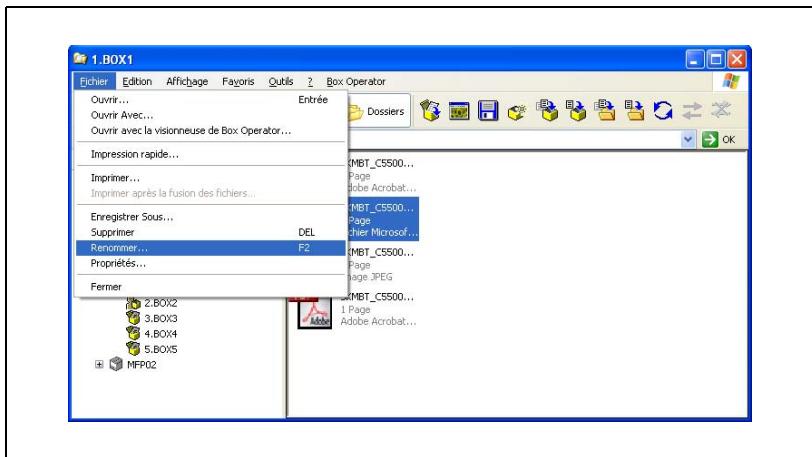 1.BOX1
Fichier Edition Affichage Favoris Outils ? Box Operator
Ouvrir... Entrée
Ouvrir Avec...
Ouvrir avec la visionneuse de Box Operator...
Impression rapide...
Imprimer...
Imprimer après la fusion des fichiers...
Enregistrer Sous...
Supprimer DEL
Renommer... F2
Propriétés...
Fermer
Dossiers
OK
KMBT_C5500...
Page
dobe Acrobat...
KMBT_C5500...
Page
chier Microsof...
KMBT_C5500...
Page
mage JPEG
KMBT_C5500...
1 Page
Adobe Acrobat...
Adobe
2.BOX2
3.BOX3
4.BOX4
5.BOX5
MFP02